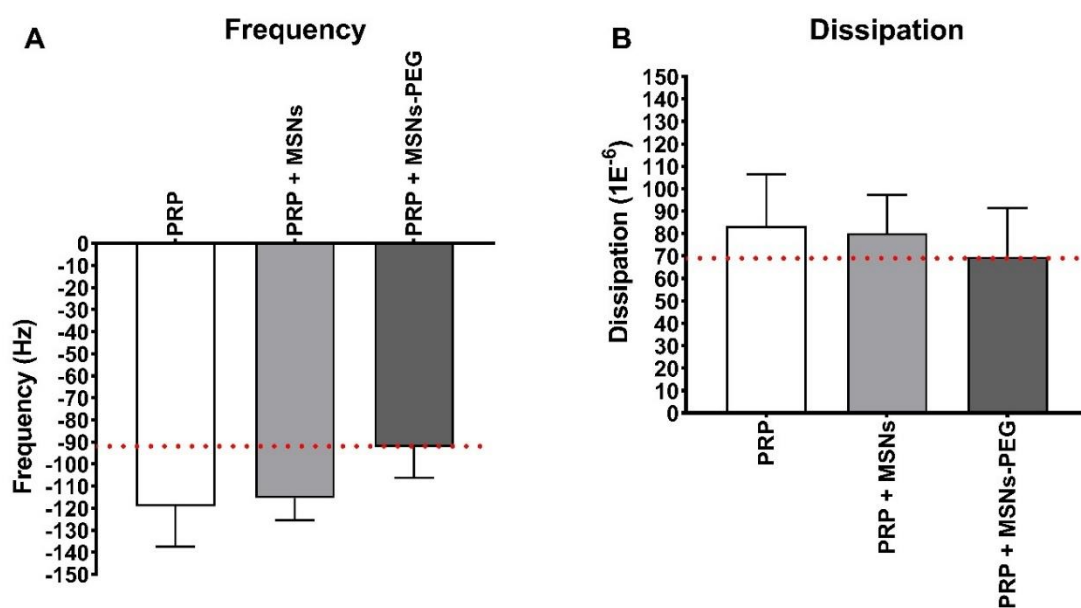 A
Frequency
PRP
PRP + MSNs
PRP + MSNs-PEG
Frequency (Hz)
0
-10
-20
-30
-40
-50
-60
-70
-80
-90
-100
-110
-120
-130
-140
-150
B
Dissipation
Dissipation (1E⁻⁶)
150
140
130
120
110
100
90
80
70
60
50
40
30
20
10
0
PRP
PRP + MSNs
PRP + MSNs-PEG